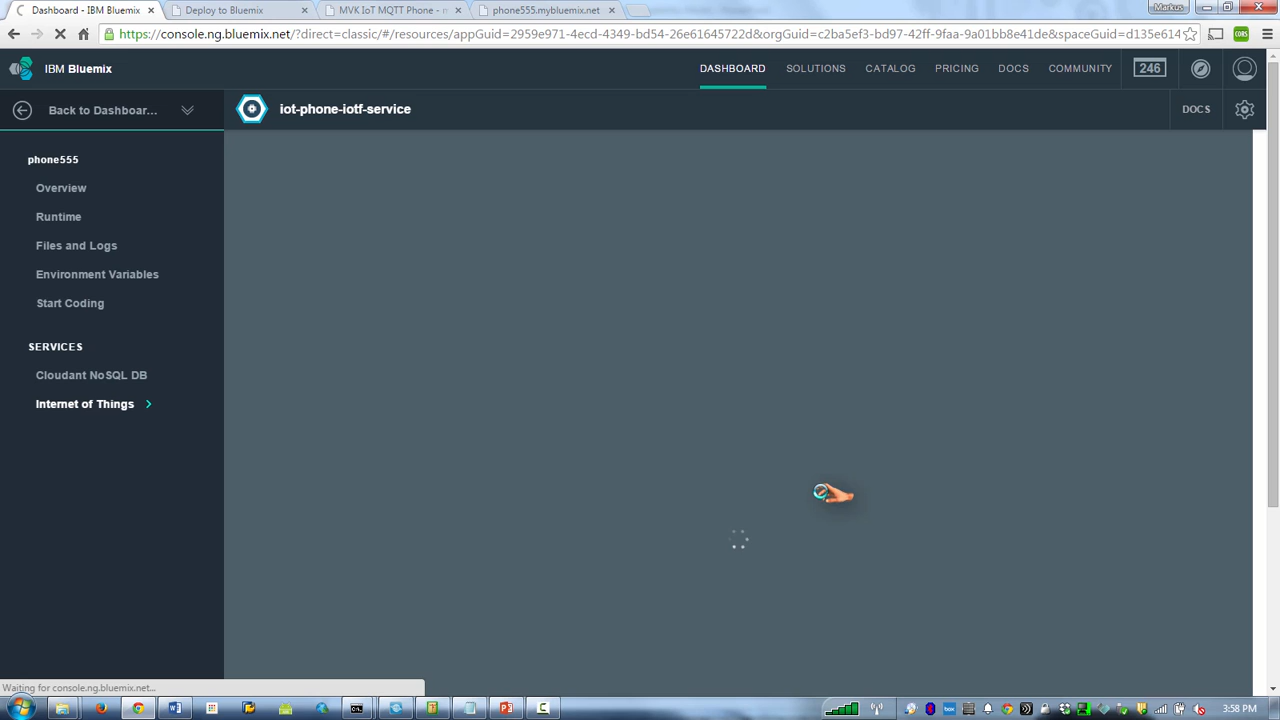 Markus
Dashboard - IBM Bluemix
Deploy to Bluemix
MVK IoT MQTT Phone - m
phone555.mybluemix.net
https://console.ng.bluemix.net/?direct=classic/#/resources/appGuid=2959e971-4ecd-4349-bd54-26e61645722d&orgGuid=c2ba5ef3-bd97-42ff-9faa-9a01bb8e41de&spaceGuid=d135e614
CORS
IBM Bluemix
DASHBOARD
SOLUTIONS
CATALOG
PRICING
DOCS
COMMUNITY
246
Back to Dashboar...
iot-phone-iotf-service
DOCS
phone555
Overview
Runtime
Files and Logs
Environment Variables
Start Coding
SERVICES
Cloudant NoSQL DB
Internet of Things
Waiting for console.ng.bluemix.net...
3:58 PM